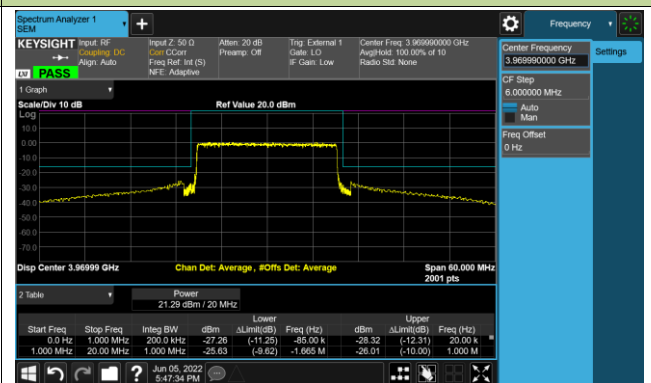 Spectrum Analyzer 1
SEM
+
Frequency
KEYSIGHT
Input: RF
Coupling: DC
Align: Auto
Input Z: 50 Ω
Corr CCorr
Freq Ref: Int (S)
NFE: Adaptive
Atten: 20 dB
Preamp: Off
Trig: External 1
Gate: LO
IF Gain: Low
Center Freq: 3.969990000 GHz
Avg|Hold: 100.00% of 10
Radio Std: None
LW PASS
Center Frequency
3.969990000 GHz
Settings
CF Step
6.000000 MHz
Auto
Man
Freq Offset
0 Hz
1 Graph
Scale/Div 10 dB
Ref Value 20.0 dBm
Log
10.0
0.00
-10.0
-20.0
-30.0
-40.0
-50.0
-60.0
-70.0
Disp Center 3.96999 GHz
Chan Det: Average, #Offs Det: Average
Span 60.000 MHz
2001 pts
2 Table
Power
21.29 dBm / 20 MHz
Lower Upper
Start Freq Stop Freq Integ BW dBm ΔLimit(dB) Freq (Hz) dBm ΔLimit(dB) Freq (Hz)
0.0 Hz 1.000 MHz 200.0 kHz -27.26 (-11.25) -85.00 k -28.32 (-12.31) 20.00 k
1.000 MHz 20.00 MHz 1.000 MHz -25.63 (-9.62) -1.665 M -26.01 (-10.00) 1.000 M
?
Jun 05, 2022
5:47:34 PM